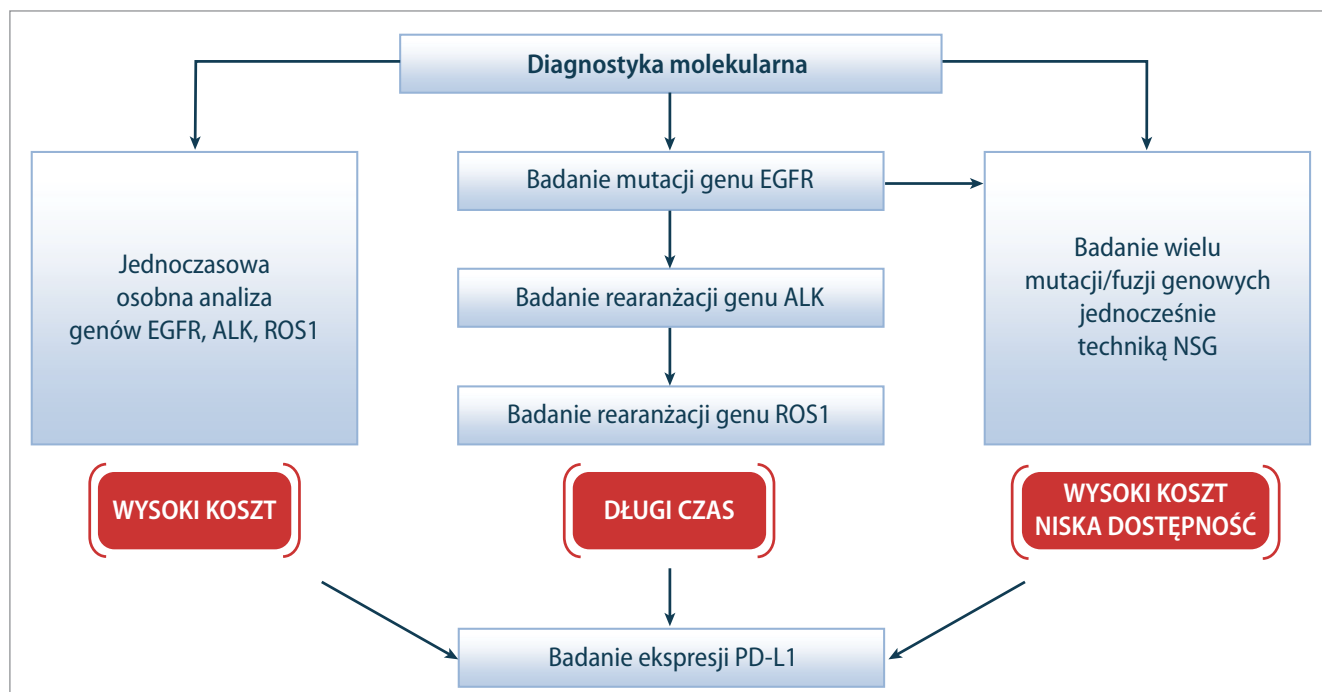 Diagnostyka molekularna
Jednoczasowa
osobna analiza
genów EGFR, ALK, ROS1
Badanie mutacji genu EGFR
Badanie rearanżacji genu ALK
Badanie rearanżacji genu ROS1
Badanie wielu
mutacji/fuzji genowych
jednocześnie
techniką NSG
WYSOKI KOSZT
DŁUGI CZAS
WYSOKI KOSZT
NISKA DOSTĘPNOŚĆ
Badanie ekspresji PD-L1